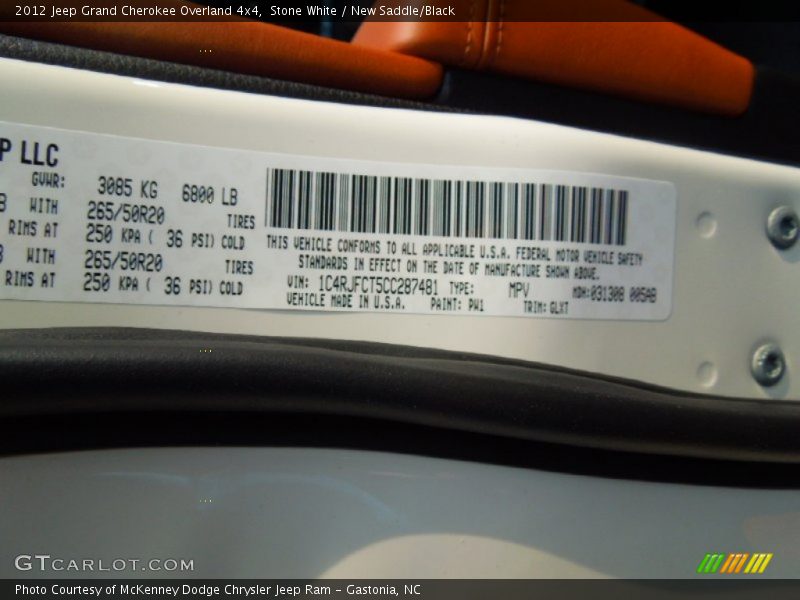 2012 Jeep Grand Cherokee Overland 4x4, Stone White / New Saddle/Black
P LLC
GVWR: 3085 KG 6800 LB
WITH 265/50R20 TIRES
RIMS AT 250 KPA ( 36 PSI) COLD
WITH 265/50R20 TIRES
RIMS AT 250 KPA ( 36 PSI) COLD
THIS VEHICLE CONFORMS TO ALL APPLICABLE U.S.A. FEDERAL MOTOR VEHICLE SAFETY
STANDARDS IN EFFECT ON THE DATE OF MANUFACTURE SHOWN ABOVE.
VIN: 1C4RJFCT5CC287481 TYPE: MPV MDH:031308 005AB
VEHICLE MADE IN U.S.A. PAINT: PW1 TRIM: GLXT
GTCARLOT.COM
Photo Courtesy of McKenney Dodge Chrysler Jeep Ram - Gastonia, NC